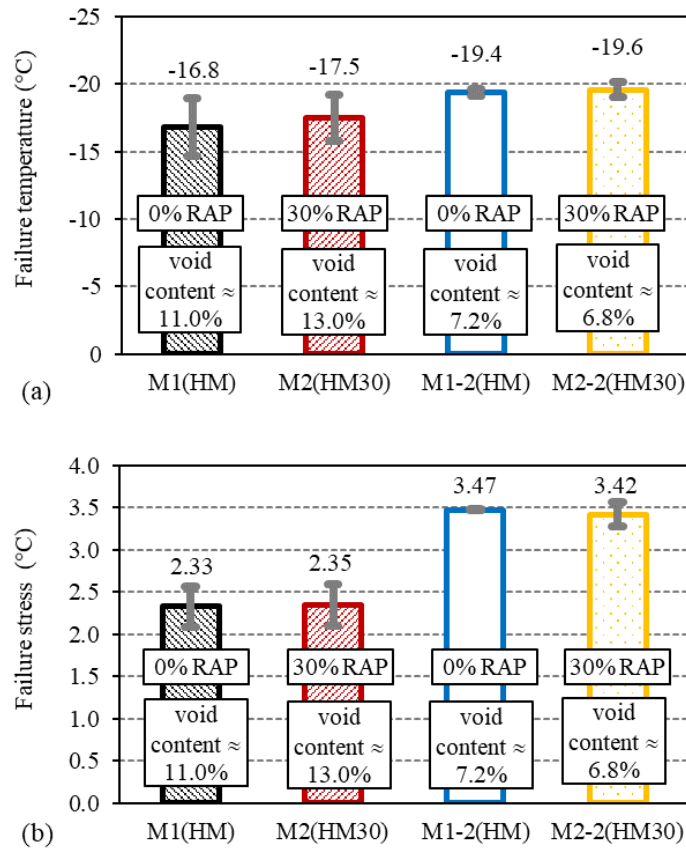 Failure temperature (°C)
-25
-20
-15
-10
-5
0
-16.8
-17.5
-19.4
-19.6
0% RAP
30% RAP
0% RAP
30% RAP
void
content ≈
11.0%
void
content ≈
13.0%
void
content ≈
7.2%
void
content ≈
6.8%
(a)
M1(HM)
M2(HM30)
M1-2(HM)
M2-2(HM30)
Failure stress (°C)
4.0
3.5
3.0
2.5
2.0
1.5
1.0
0.5
0.0
2.33
2.35
3.47
3.42
0% RAP
30% RAP
0% RAP
30% RAP
void
content ≈
11.0%
void
content ≈
13.0%
void
content ≈
7.2%
void
content ≈
6.8%
(b)
M1(HM)
M2(HM30)
M1-2(HM)
M2-2(HM30)